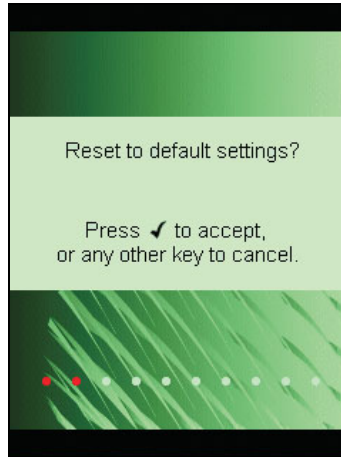 Reset to default settings?
Press ✓ to accept,
or any other key to cancel.